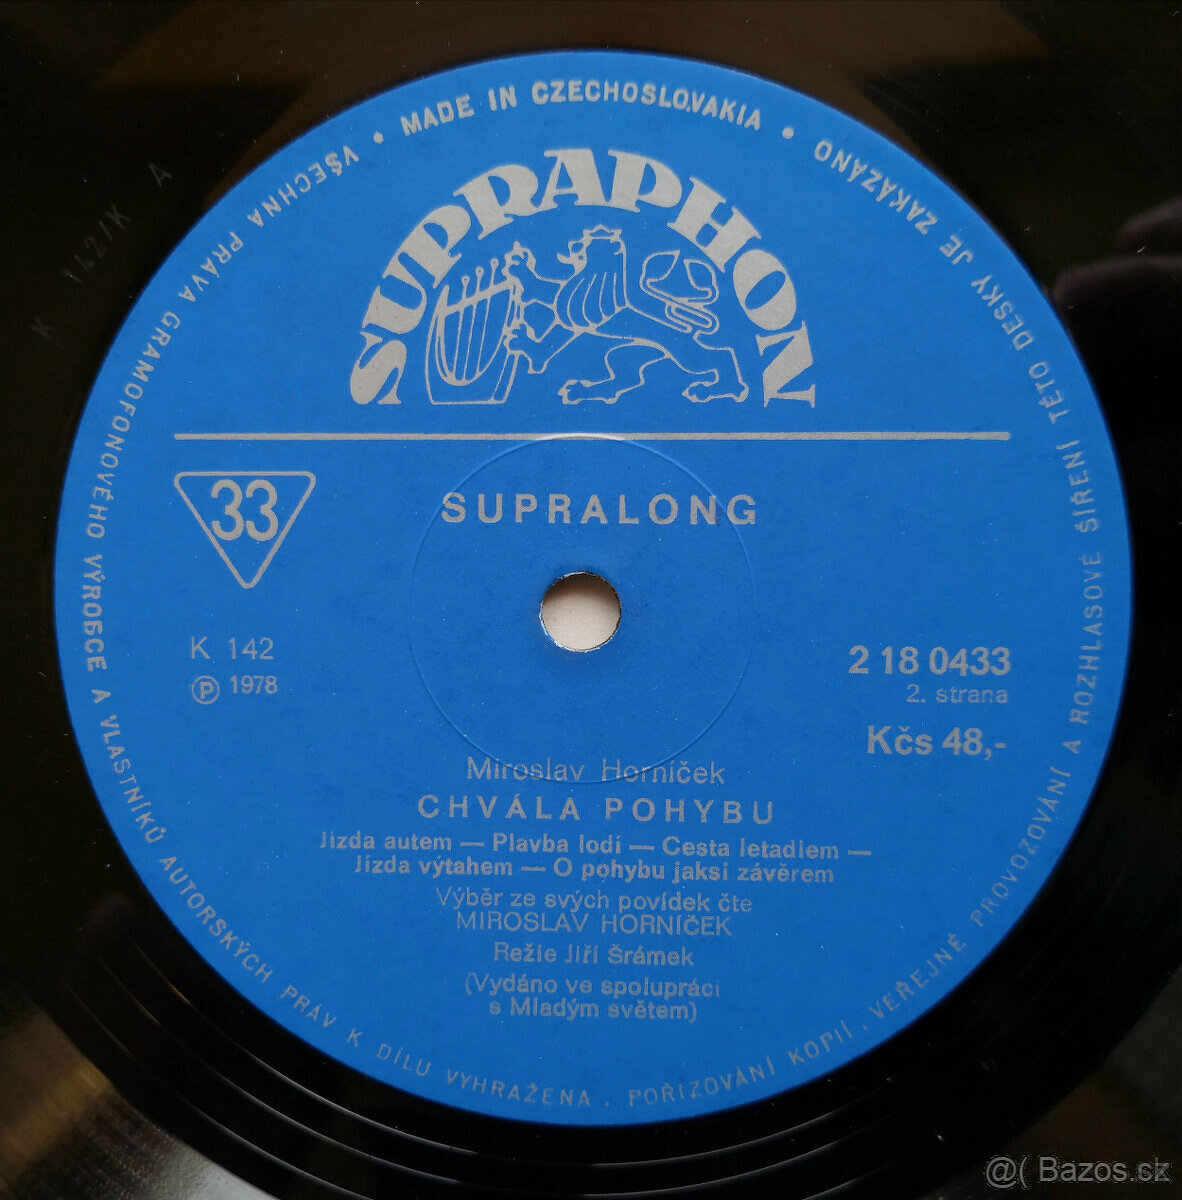 MADE IN CZECHOSLOVAKIA
VŠECHNA PRÁVA GRAMOFONOVÉHO VÝROBCE A VLASTNÍKŮ AUTORSKÝCH PRÁV K DÍLU VYHRAŽENA. POŘIZOVÁNÍ KOPIÍ, VEŘEJNÉ PROVOZOVÁNÍ A ROZHLASOVÉ ŠÍŘENÍ TÉTO DESKY JE ZAKÁZÁNO
SUPRAPHON
33
SUPRALONG
K 142
Ⓟ 1978
2 18 0433
2. strana
Kčs 48,-
Miroslav Horníček
CHVÁLA POHYBU
Jízda autem — Plavba lodí — Cesta letadlem —
Jízda výtahem — O pohybu jaksi závěrem
Výběr ze svých povídek čte
MIROSLAV HORNÍČEK
Režie Jiří Šrámek
(Vydáno ve spolupráci
s Mladým světem)
K 142/K A
@( Bazos.sk